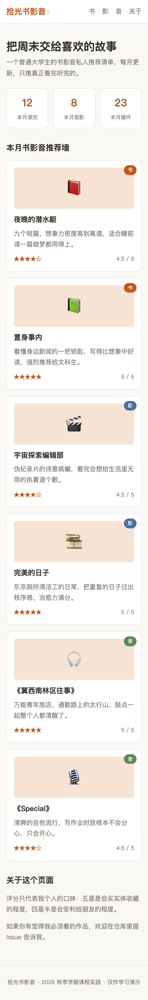 拾光书影音
书 影 音 关于
把周末交给喜欢的故事
一个普通大学生的书影音私人推荐清单，每月更
新，只推真正看完听完的。
12 8 23
本月读完 本月观影 本月循环
本月书影音推荐墙
书
夜晚的潜水艇
九个短篇，想象力密度高到离谱，适合睡前
读一篇做梦都用得上。
★★★★☆ 4.5 / 5
书
VOL. 2
置身事内
看懂身边新闻的一把钥匙，写得比想象中好
读，强烈推荐给文科生。
★★★★★ 5 / 5
影
宇宙探索编辑部
伪纪录片的诗意疯癫，看完会想给生活里无
用的执着道个歉。
★★★★☆ 4.5 / 5
影
完美的日子
东京厕所清洁工的日常，把重复的日子过出
秩序感，治愈力满分。
★★★★★ 5 / 5
音
《冀西南林区往事》
万能青年旅店，通勤路上的太行山，鼓点一
起整个人都清醒了。
★★★★★ 5 / 5
音
《Special》
清爽的吉他流行，写作业时放根本不会分
心，只会开心。
★★★★☆ 4.5 / 5
关于这个页面
评分只代表我个人的口味：五星是会买实体收藏
的程度，四星半是会安利给朋友的程度。
如果你有觉得我必须看的作品，欢迎在仓库里提
issue 告诉我。
拾光书影音 · 2026 秋季学期课程实践 · 仅作学习演示